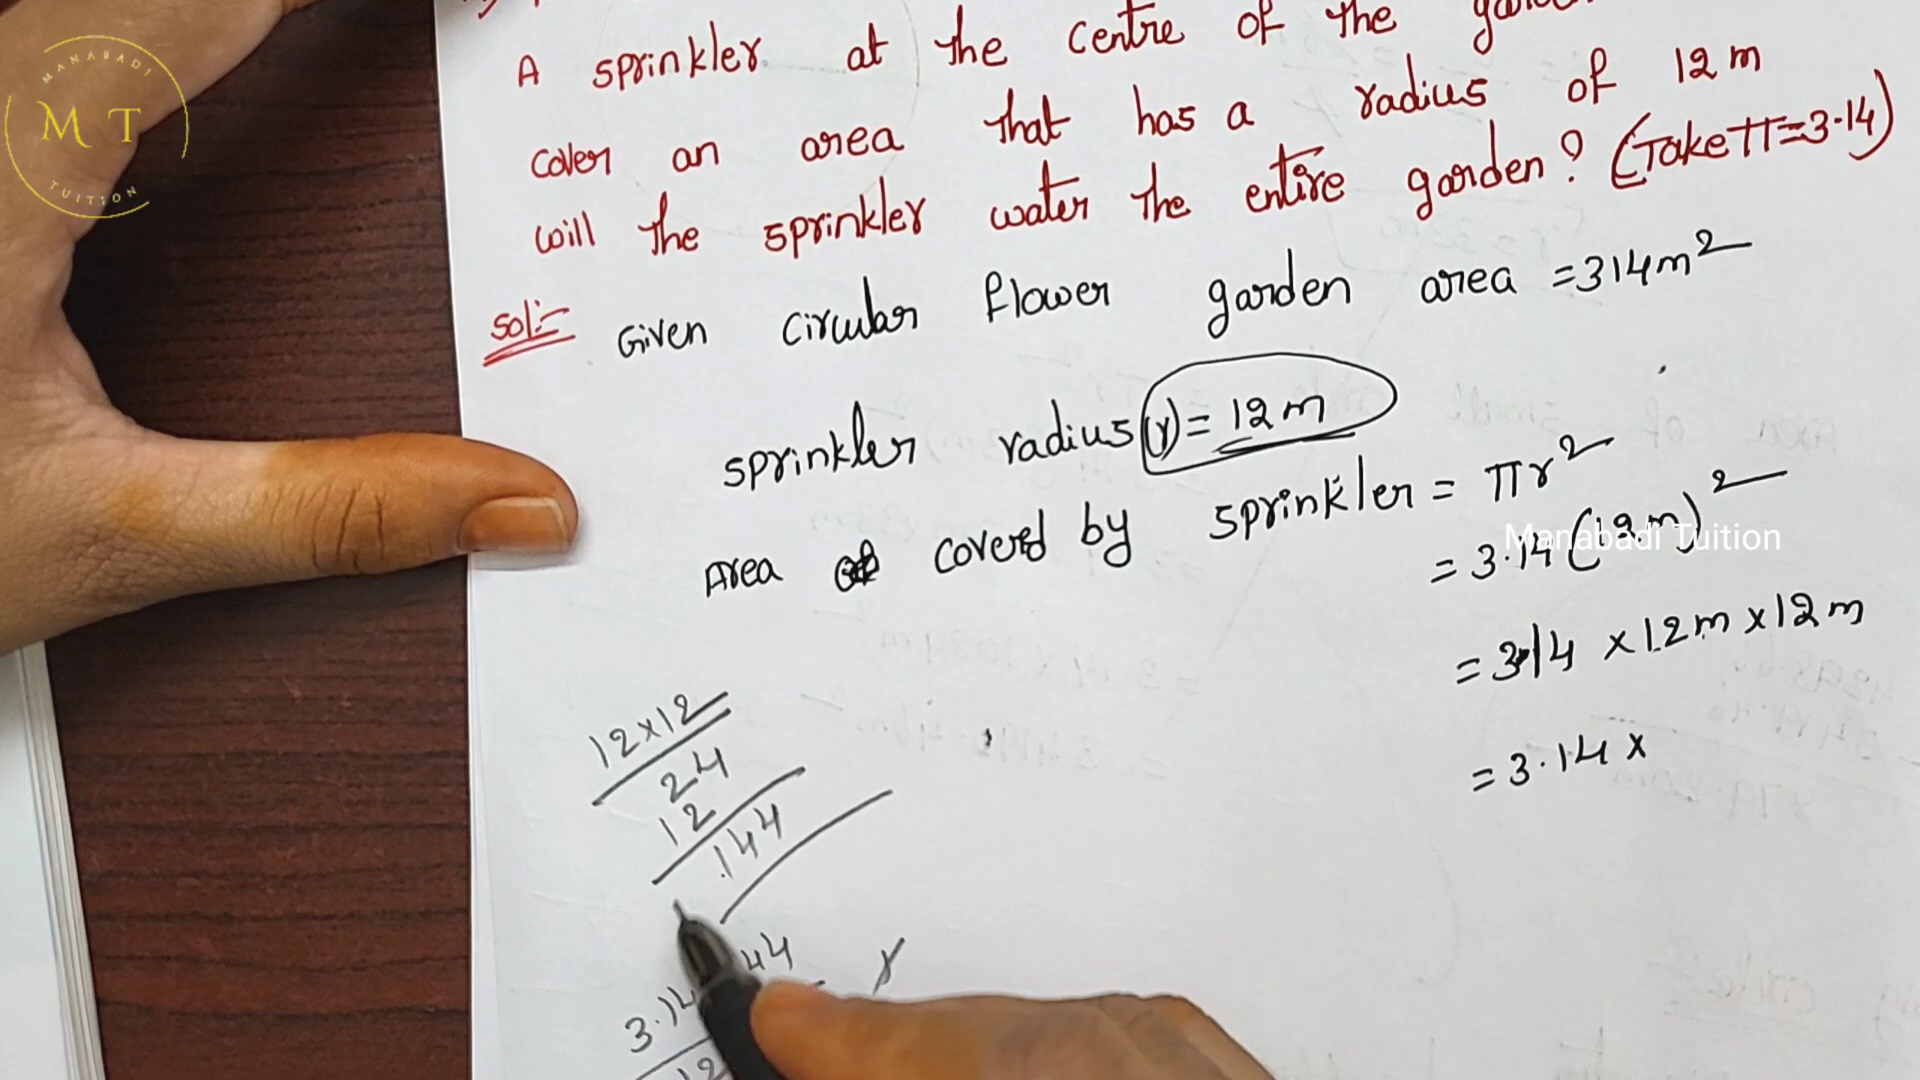 MANABADI
M T
TUITION
A sprinkler at the centre of the
cover an area that has a radius of 12m
will the sprinkler water the entire garden? (Take π=3.14)
Sol:- Given circular flower garden area = 314m²
sprinkler radius(r)= 12m
Area covered by sprinkler = πr²
= 3.14 (12m)²
Manabadi Tuition
= 3.14 × 12m × 12m
= 3.14 ×
12×12
24
12
144
44
3.14
12